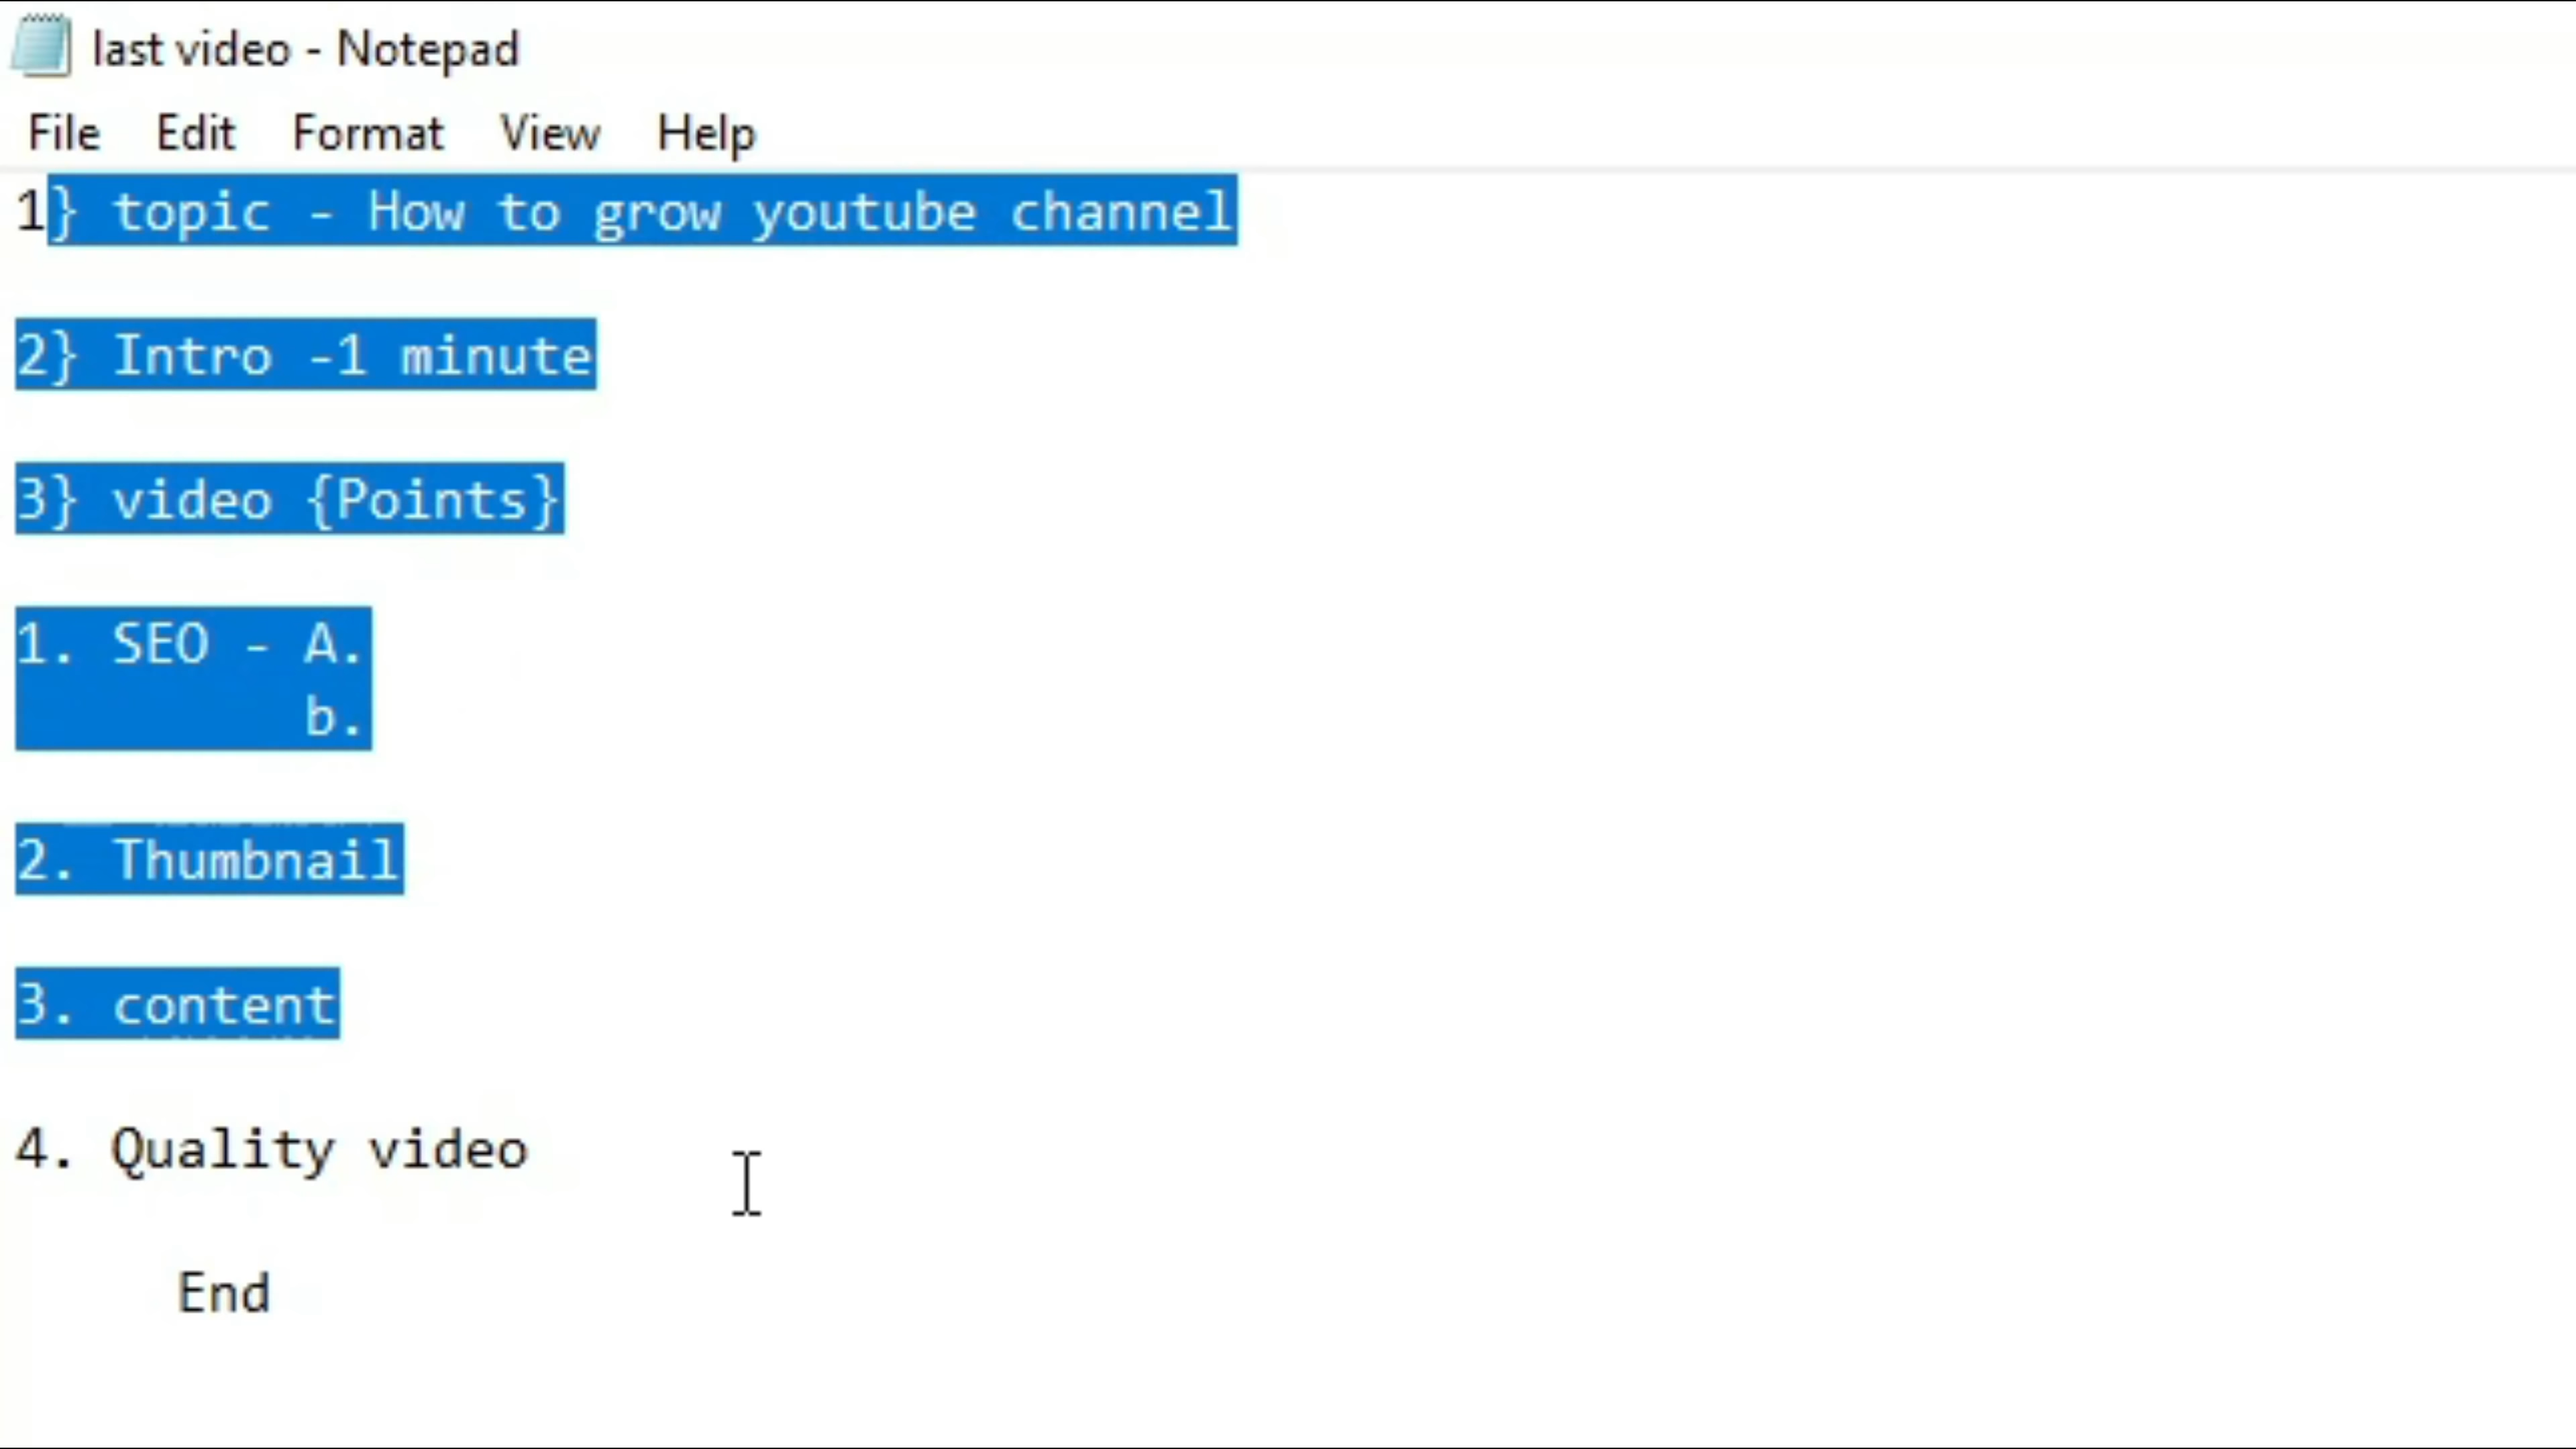 last video - Notepad
File Edit Format View Help
1} topic - How to grow youtube channel
2} Intro -1 minute
3} video {Points}
1. SEO - A.
b.
2. Thumbnail
3. content
4. Quality video
End